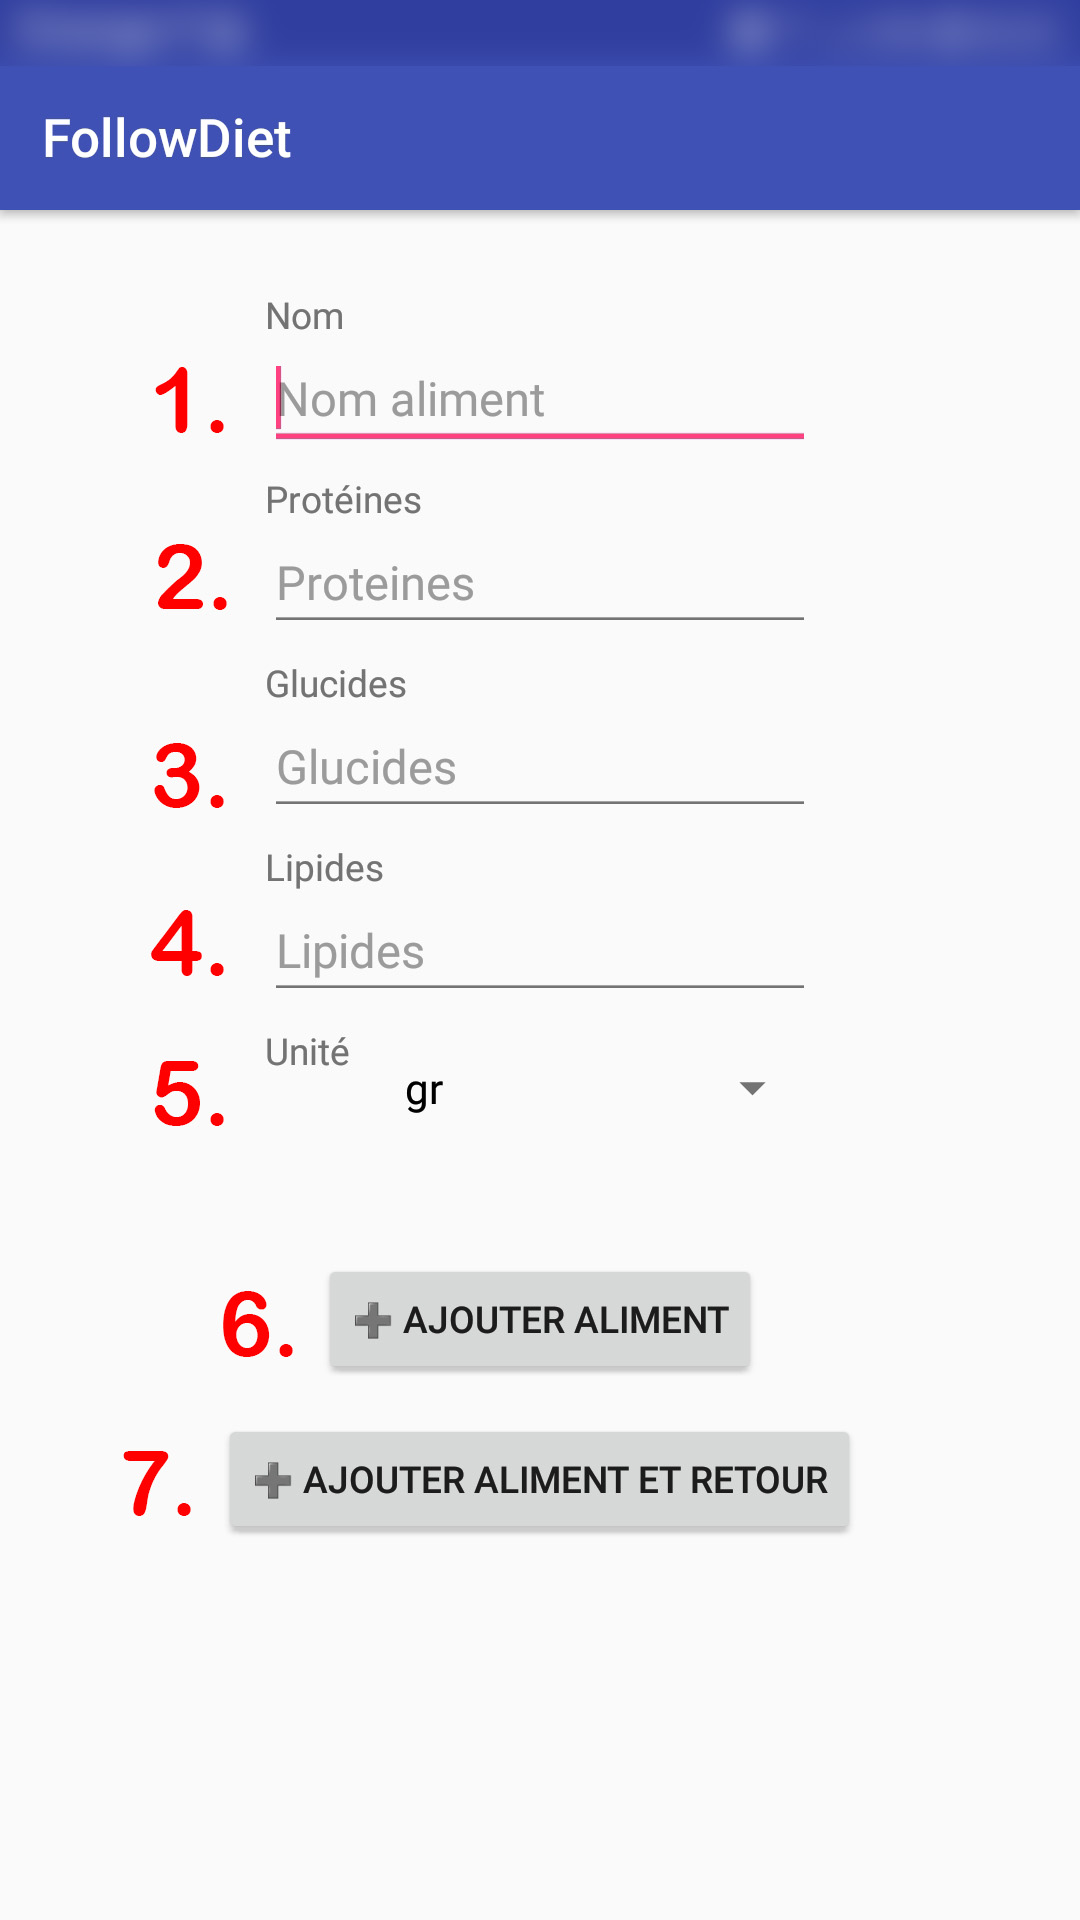 FollowDiet
Nom
1. Nom aliment
Protéines
2. Proteines
Glucides
3. Glucides
Lipides
4. Lipides
Unité
5. gr
6. ➕ AJOUTER ALIMENT
7. ➕ AJOUTER ALIMENT ET RETOUR